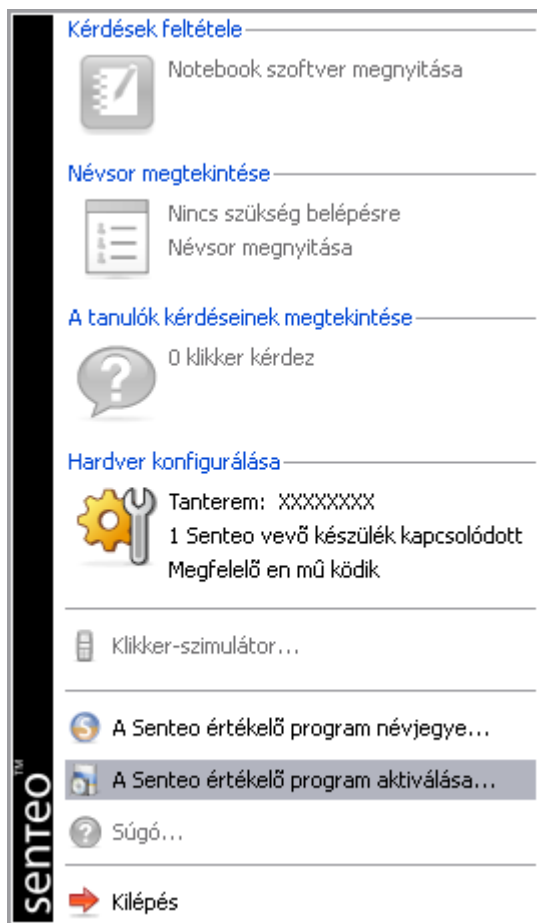 Kérdések feltétele
Notebook szoftver megnyitása
Névsor megtekintése
Nincs szükség belépésre
Névsor megnyitása
A tanulók kérdéseinek megtekintése
0 klikker kérdez
Hardver konfigurálása
Tanterem: XXXXXXXX
1 Senteo vevő készülék kapcsolódott
Megfelelő en mű ködik
Klikker-szimulátor...
A Senteo értékelő program névjegye...
A Senteo értékelő program aktiválása...
Súgó...
Kilépés
senteo™